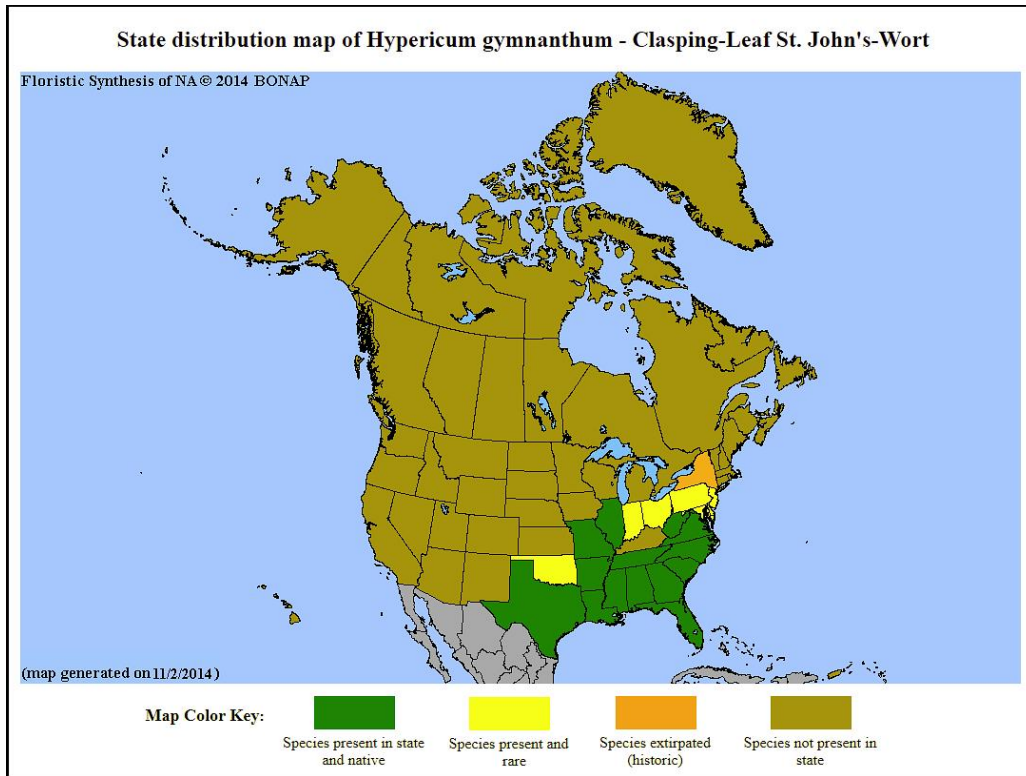 State distribution map of Hypericum gymnanthum - Clasping-Leaf St. John's-Wort
Floristic Synthesis of NA © 2014 BONAP
(map generated on 11/2/2014)
Map Color Key:
Species present in state
and native
Species present and
rare
Species extirpated
(historic)
Species not present in
state